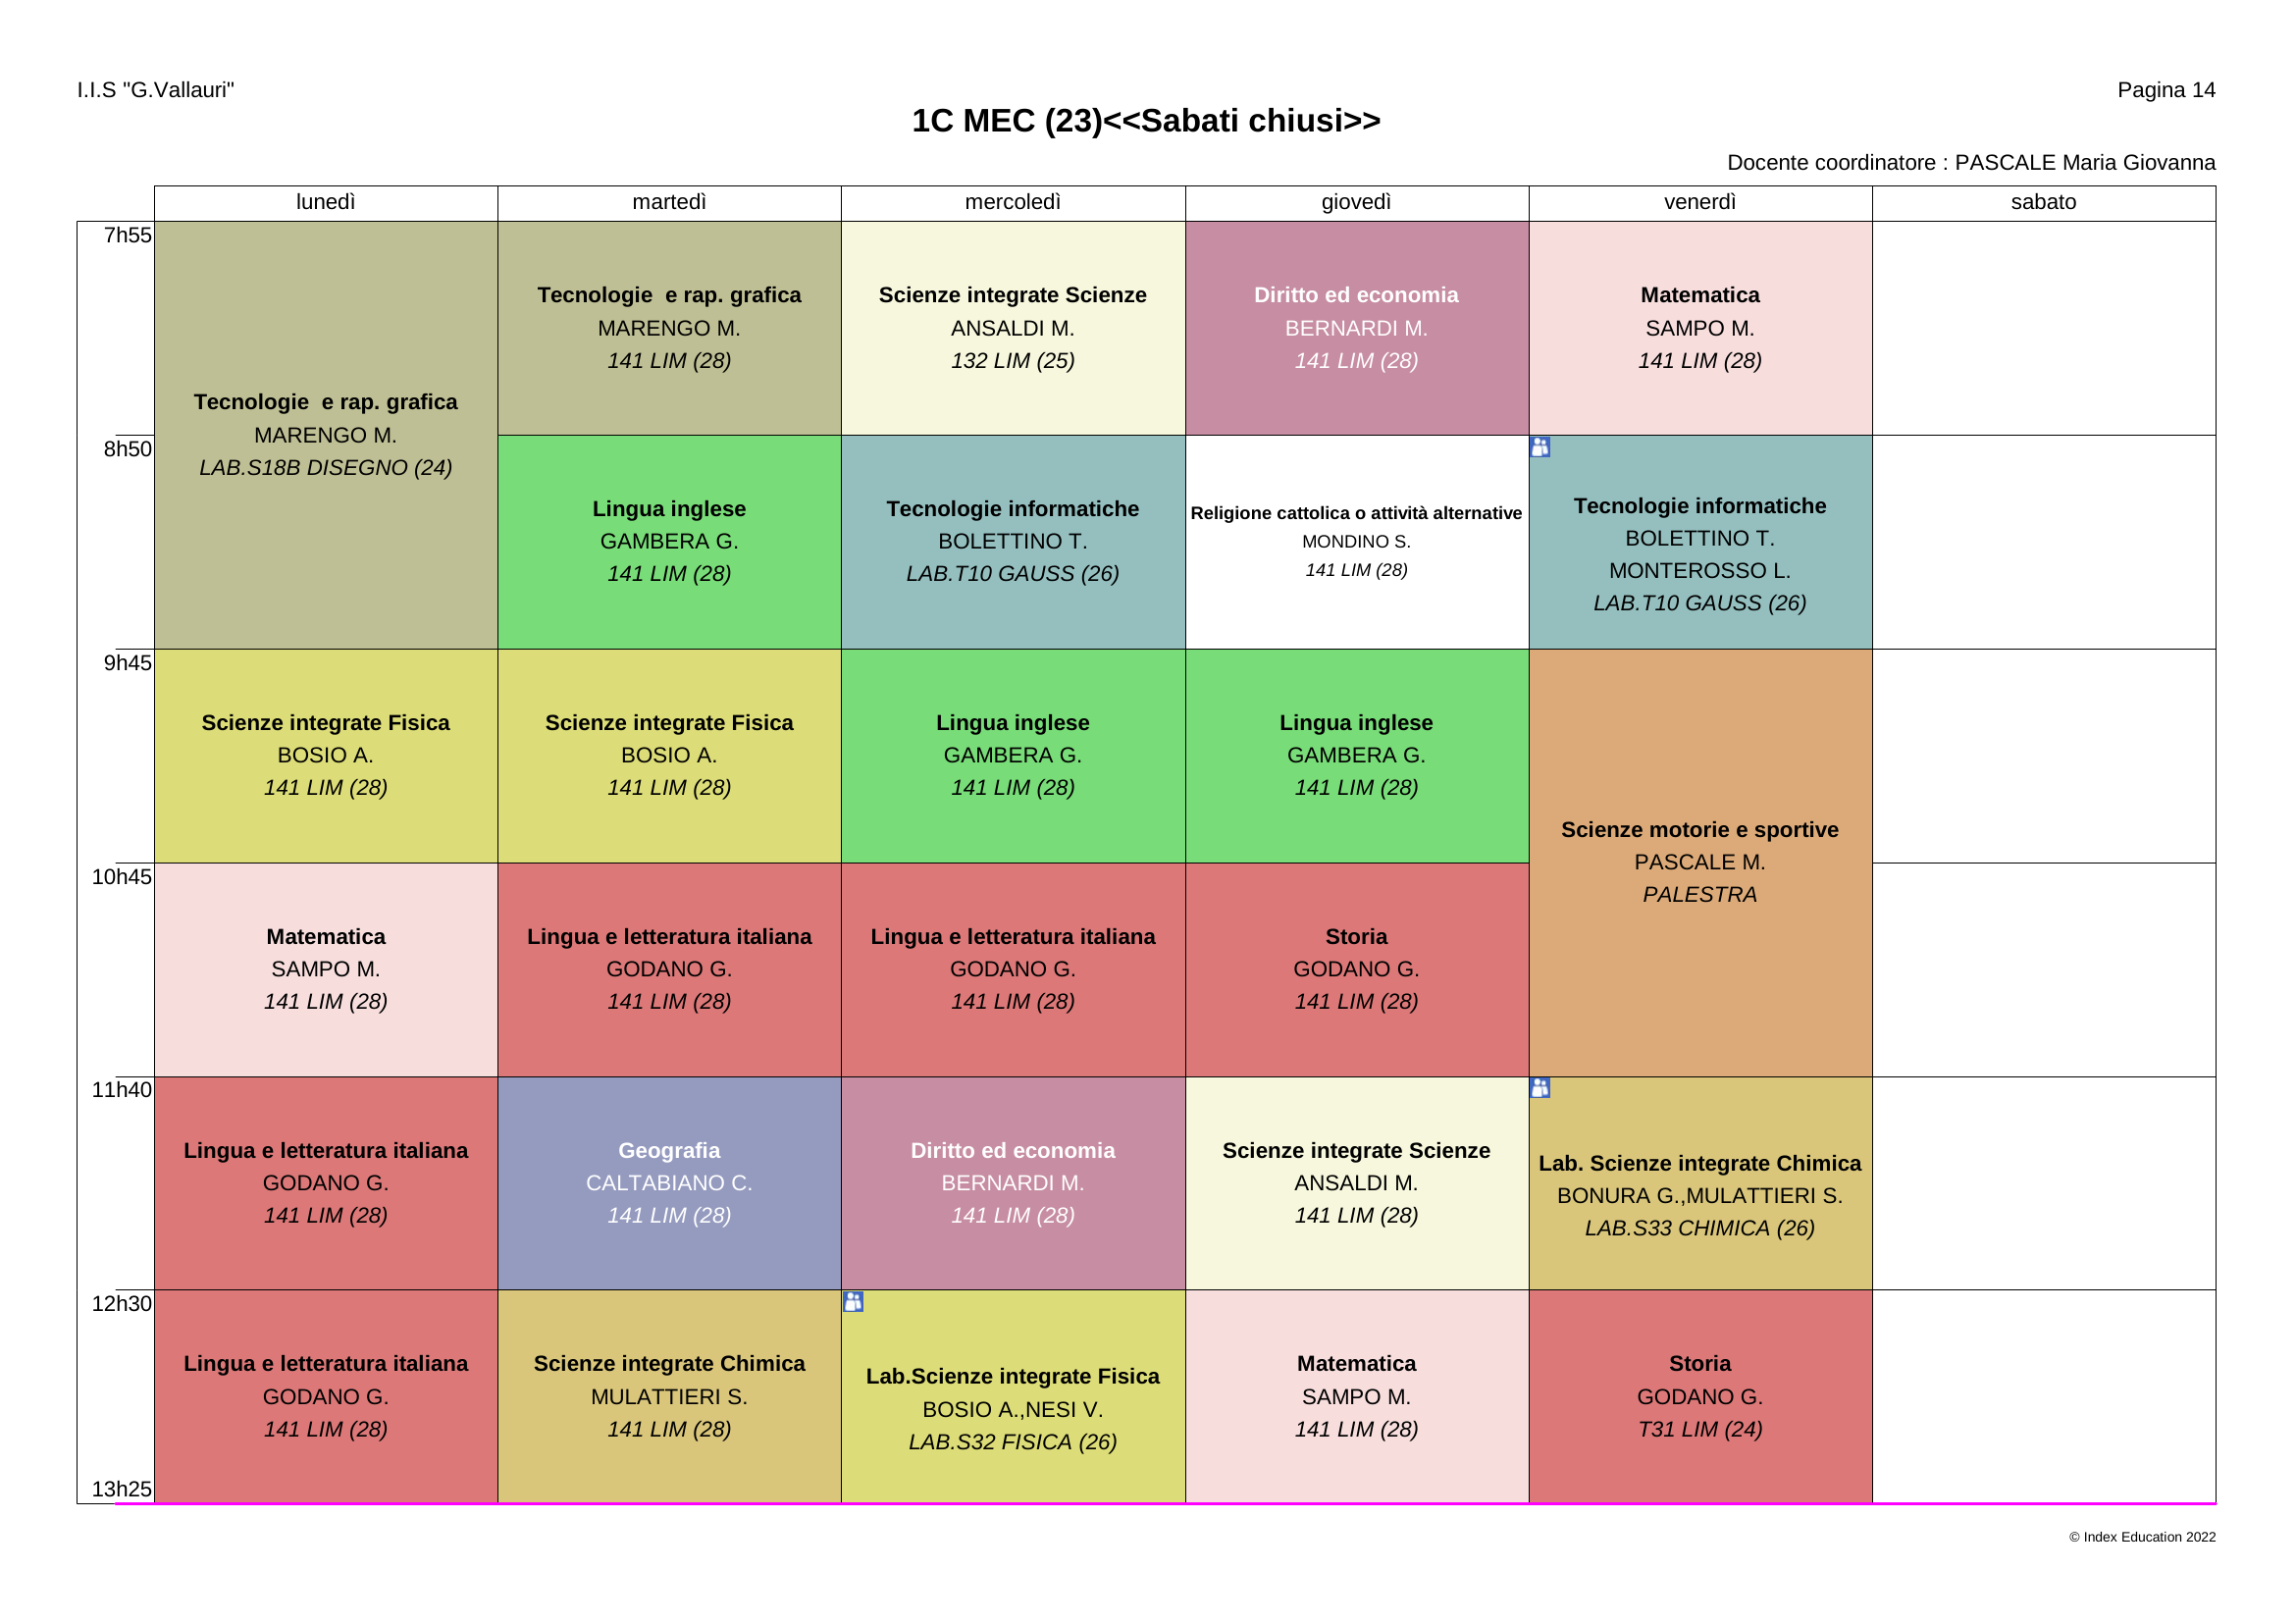 I.I.S "G.Vallauri"
Pagina 14
1C MEC (23)<<Sabati chiusi>>
Docente coordinatore : PASCALE Maria Giovanna
lunedì
martedì
mercoledì
giovedì
venerdì
sabato
7h55
Tecnologie  e rap. grafica
MARENGO M.
LAB.S18B DISEGNO (24)
Tecnologie  e rap. grafica
MARENGO M.
141 LIM (28)
Scienze integrate Scienze
ANSALDI M.
132 LIM (25)
Diritto ed economia
BERNARDI M.
141 LIM (28)
Matematica
SAMPO M.
141 LIM (28)
8h50
Lingua inglese
GAMBERA G.
141 LIM (28)
Tecnologie informatiche
BOLETTINO T.
LAB.T10 GAUSS (26)
Religione cattolica o attività alternative
MONDINO S.
141 LIM (28)
Tecnologie informatiche
BOLETTINO T.
MONTEROSSO L.
LAB.T10 GAUSS (26)
9h45
Scienze integrate Fisica
BOSIO A.
141 LIM (28)
Scienze integrate Fisica
BOSIO A.
141 LIM (28)
Lingua inglese
GAMBERA G.
141 LIM (28)
Lingua inglese
GAMBERA G.
141 LIM (28)
Scienze motorie e sportive
PASCALE M.
PALESTRA
10h45
Matematica
SAMPO M.
141 LIM (28)
Lingua e letteratura italiana
GODANO G.
141 LIM (28)
Lingua e letteratura italiana
GODANO G.
141 LIM (28)
Storia
GODANO G.
141 LIM (28)
11h40
Lingua e letteratura italiana
GODANO G.
141 LIM (28)
Geografia
CALTABIANO C.
141 LIM (28)
Diritto ed economia
BERNARDI M.
141 LIM (28)
Scienze integrate Scienze
ANSALDI M.
141 LIM (28)
Lab. Scienze integrate Chimica
BONURA G.,MULATTIERI S.
LAB.S33 CHIMICA (26)
12h30
Lingua e letteratura italiana
GODANO G.
141 LIM (28)
Scienze integrate Chimica
MULATTIERI S.
141 LIM (28)
Lab.Scienze integrate Fisica
BOSIO A.,NESI V.
LAB.S32 FISICA (26)
Matematica
SAMPO M.
141 LIM (28)
Storia
GODANO G.
T31 LIM (24)
13h25
© Index Education 2022